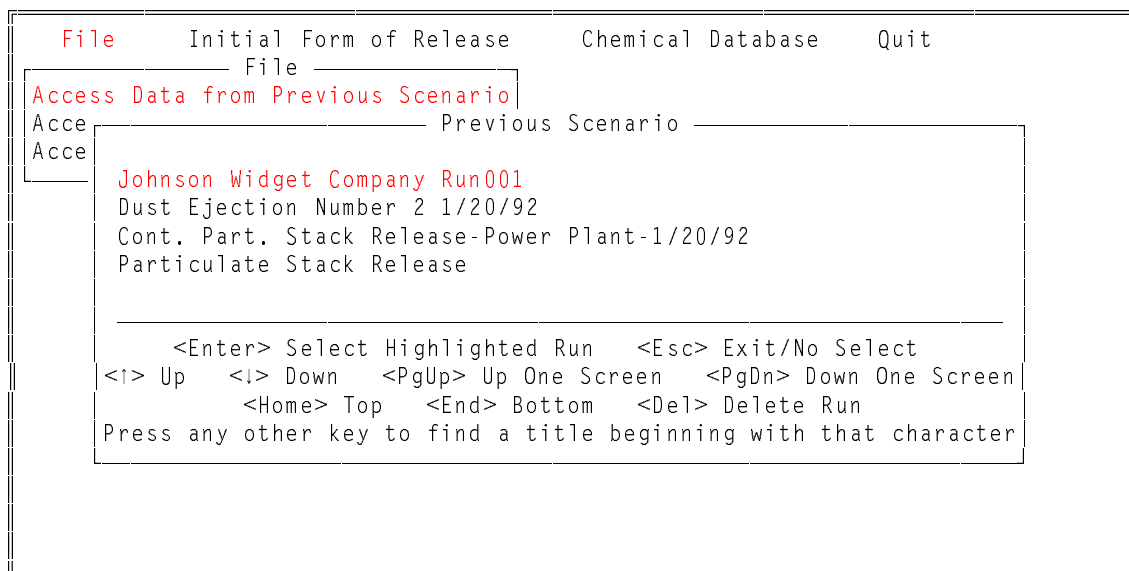 File Initial Form of Release Chemical Database Quit
File
Access Data from Previous Scenario
Acce
Previous Scenario
Acce
Johnson Widget Company Run001
Dust Ejection Number 2 1/20/92
Cont. Part. Stack Release-Power Plant-1/20/92
Particulate Stack Release
<Enter> Select Highlighted Run <Esc> Exit/No Select
<↑> Up <↓> Down <PgUp> Up One Screen <PgDn> Down One Screen
<Home> Top <End> Bottom <Del> Delete Run
Press any other key to find a title beginning with that character